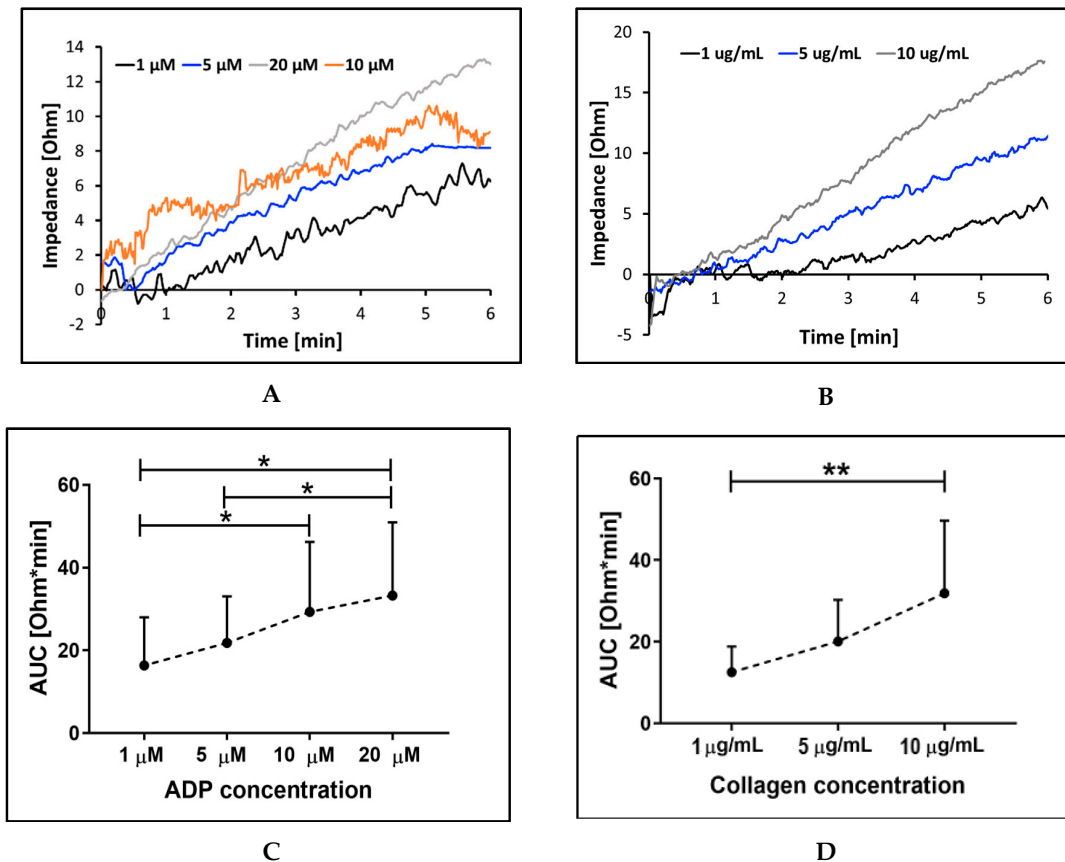 14
12
10
8
6
4
2
0
-2
1 μM 5 μM 20 μM 10 μM
Impedance [Ohm]
0 1 2 3 4 5 6
Time [min]
A
20
15
10
5
0
-5
1 ug/mL 5 ug/mL 10 ug/mL
Impedance [Ohm]
0 1 2 3 4 5 6
Time [min]
B
*
*
*
60
40
20
0
AUC [Ohm*min]
1 μM 5 μM 10 μM 20 μM
ADP concentration
C
**
60
40
20
0
AUC [Ohm*min]
1 μg/mL 5 μg/mL 10 μg/mL
Collagen concentration
D